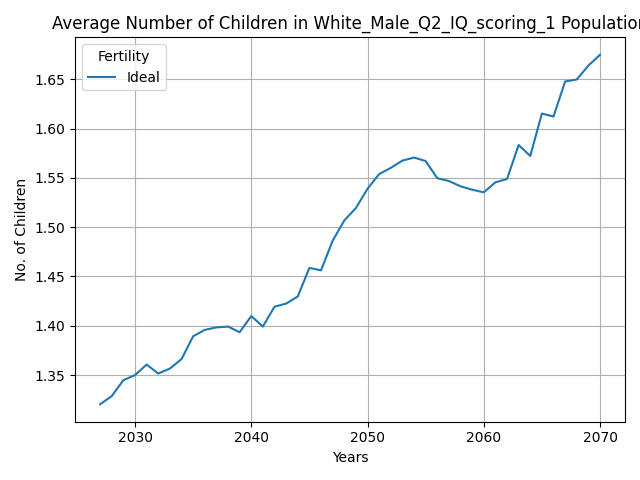 Average Number of Children in White_Male_Q2_IQ_scoring_1 Population
Fertility
Ideal
1.65
1.60
1.55
1.50
1.45
1.40
1.35
No. of Children
2030 2040 2050 2060 2070
Years